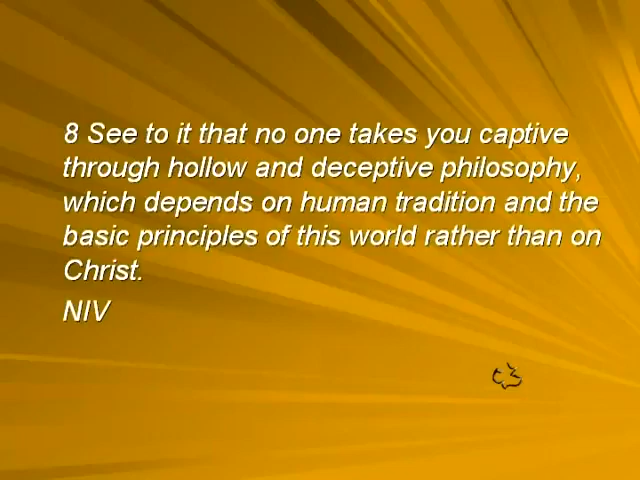 8 See to it that no one takes you captive
through hollow and deceptive philosophy,
which depends on human tradition and the
basic principles of this world rather than on
Christ.
NIV